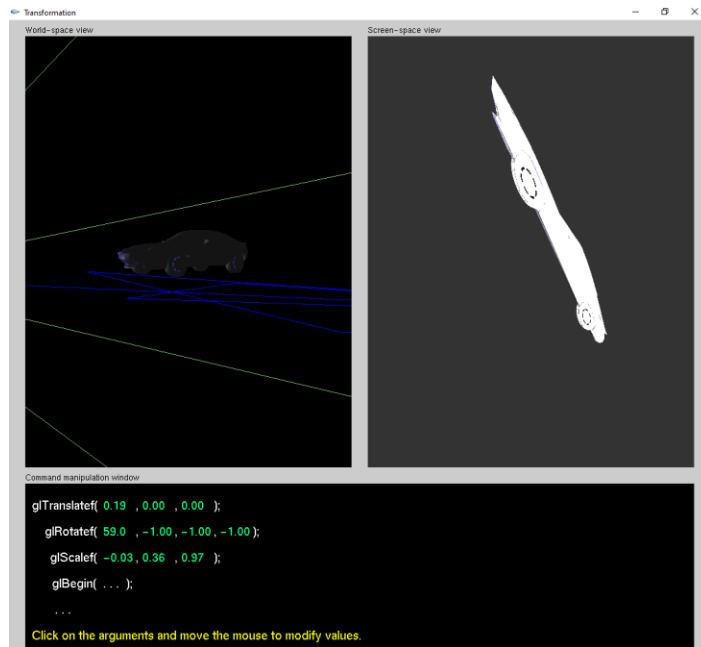 Transformation
World-space view
Screen-space view
Command manipulation window
glTranslatef( 0.19 , 0.00 , 0.00 );
glRotatef( 59.0 , -1.00 , -1.00 , -1.00 );
glScalef( -0.03 , 0.36 , 0.97 );
glBegin( . . . );
. . .
Click on the arguments and move the mouse to modify values.